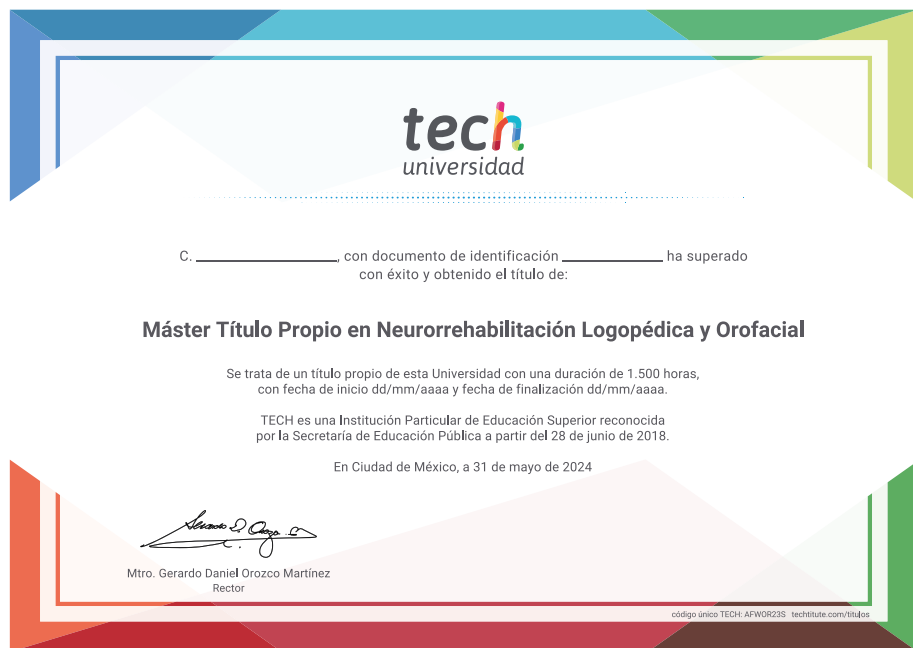 tech
universidad
C. ____________________, con documento de identificación ______________ ha superado
con éxito y obtenido el título de:
Máster Título Propio en Neurorrehabilitación Logopédica y Orofacial
Se trata de un título propio de esta Universidad con una duración de 1.500 horas,
con fecha de inicio dd/mm/aaaa y fecha de finalización dd/mm/aaaa.
TECH es una Institución Particular de Educación Superior reconocida
por la Secretaría de Educación Pública a partir del 28 de junio de 2018.
En Ciudad de México, a 31 de mayo de 2024
Mtro. Gerardo Daniel Orozco Martínez
Rector
código único TECH: AFWOR23S techtitute.com/titulos